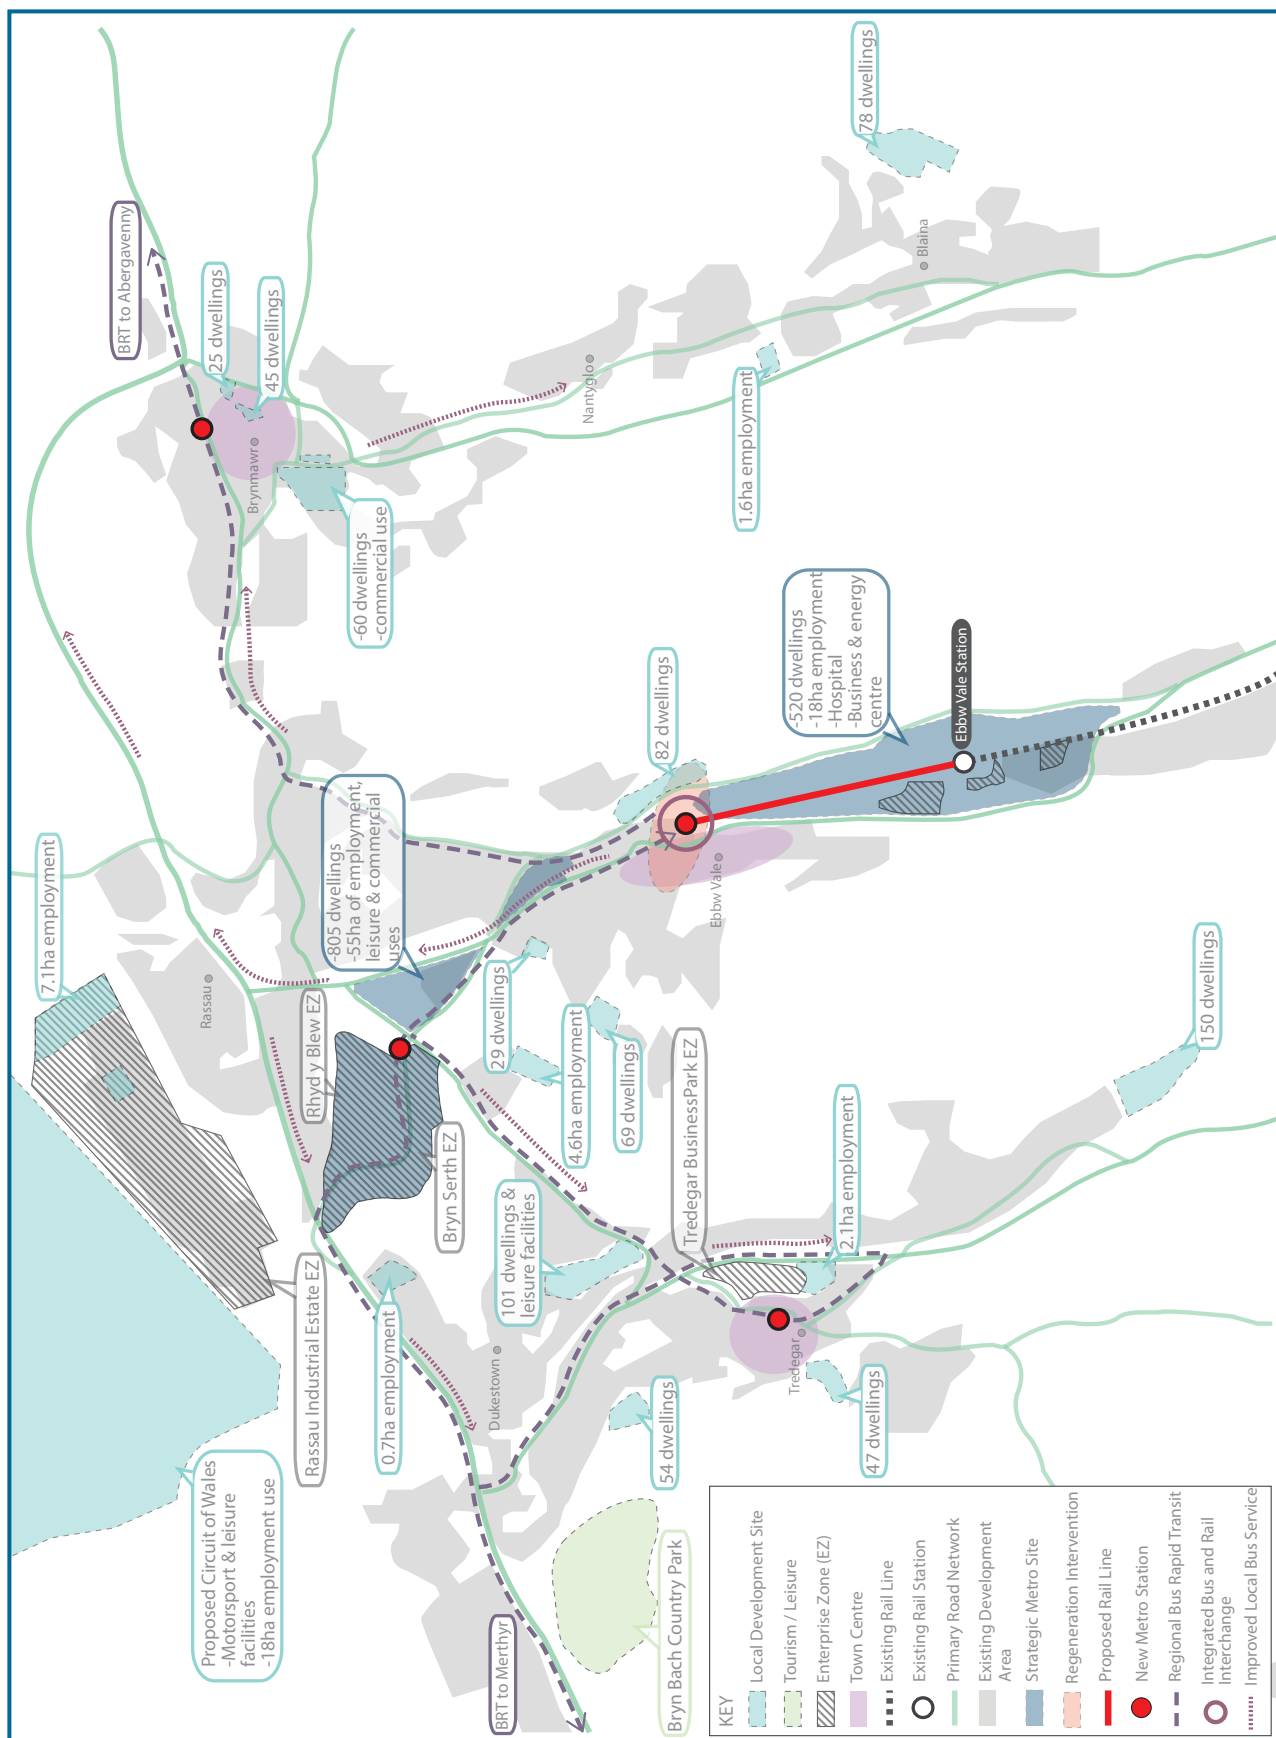 Proposed Circuit of Wales
-Motorsport & leisure
facilities
-18ha employment use
7.1ha employment
Rassau Industrial Estate EZ
Rassau
BRT to Abergavenny
25 dwellings
45 dwellings
Brynmawr
-60 dwellings
-commercial use
Rhyd y Blew EZ
-805 dwellings
-55ha of employment,
leisure & commercial
uses
Bryn Serth EZ
0.7ha employment
Dukestown
101 dwellings &
leisure facilities
29 dwellings
4.6ha employment
69 dwellings
BRT to Merthyr
Bryn Bach Country Park
54 dwellings
Tredegar BusinessPark EZ
82 dwellings
Ebbw Vale
Nantyglo
1.6ha employment
-520 dwellings
-18ha employment
-Hospital
-Business & energy
centre
Ebbw Vale Station
78 dwellings
Blaina
2.1ha employment
Tredegar
47 dwellings
150 dwellings
KEY
Local Development Site
Tourism / Leisure
Enterprise Zone (EZ)
Town Centre
Existing Rail Line
Existing Rail Station
Primary Road Network
Existing Development
Area
Strategic Metro Site
Regeneration Intervention
Proposed Rail Line
New Metro Station
Regional Bus Rapid Transit
Integrated Bus and Rail
Interchange
Improved Local Bus Service